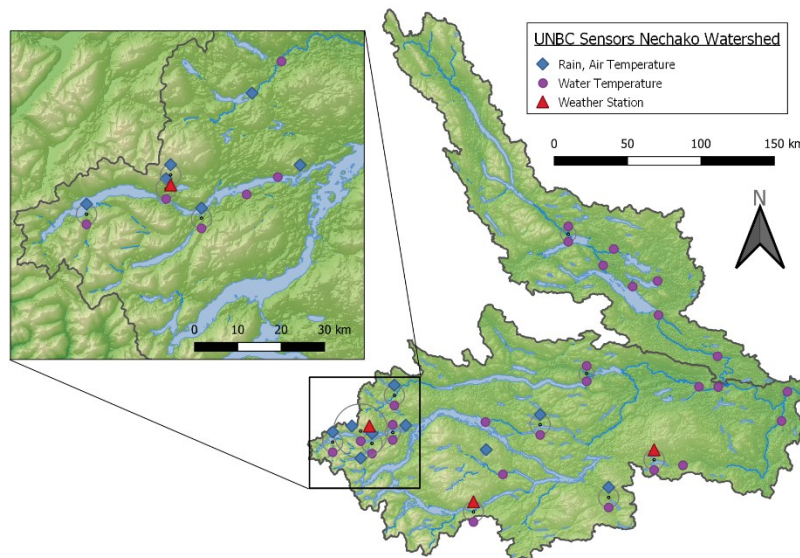 UNBC Sensors Nechako Watershed
Rain, Air Temperature
Water Temperature
Weather Station
0 50 100 150 km
N
0 10 20 30 km